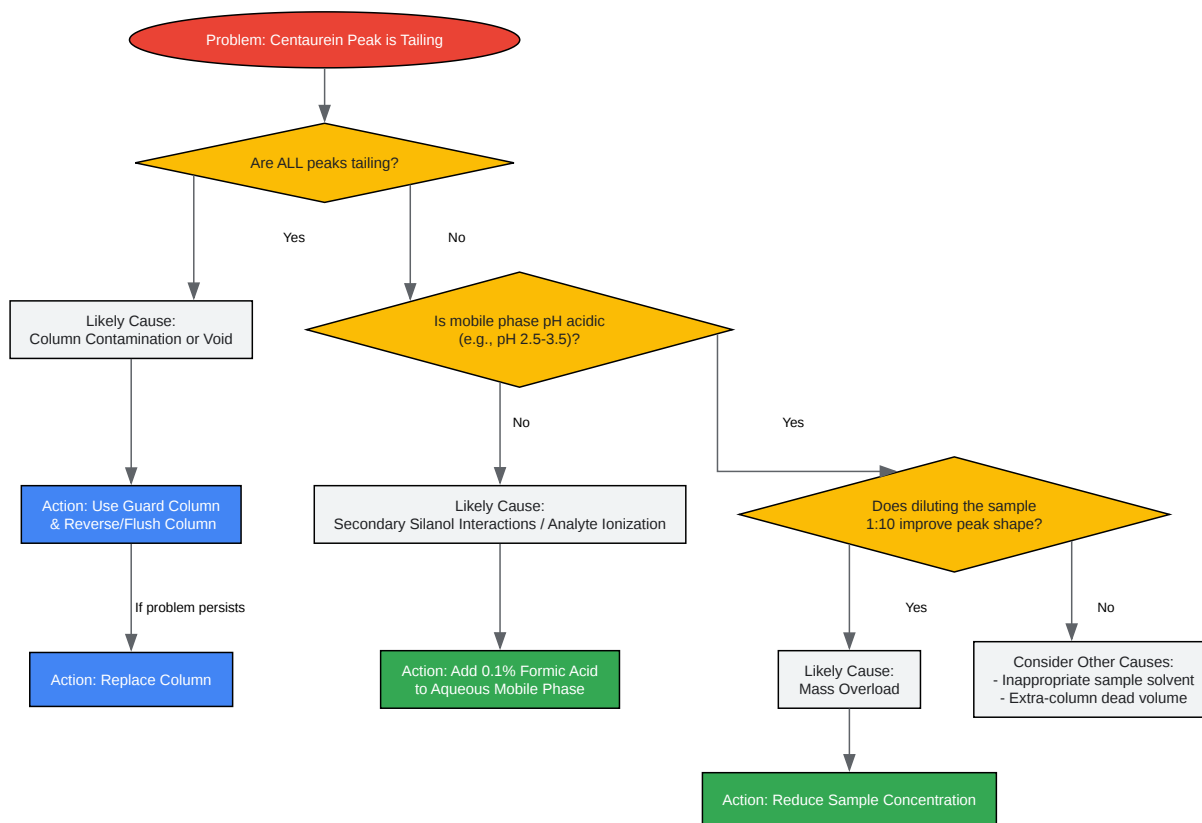 Problem: Centaurein Peak is Tailing
Are ALL peaks tailing?
Yes
No
Likely Cause:
Column Contamination or Void
Is mobile phase pH acidic
(e.g., pH 2.5-3.5)?
No
Yes
Action: Use Guard Column
& Reverse/Flush Column
Likely Cause:
Secondary Silanol Interactions / Analyte Ionization
Does diluting the sample
1:10 improve peak shape?
If problem persists
Yes
No
Action: Replace Column
Action: Add 0.1% Formic Acid
to Aqueous Mobile Phase
Likely Cause:
Mass Overload
Consider Other Causes:
- Inappropriate sample solvent
- Extra-column dead volume
Action: Reduce Sample Concentration